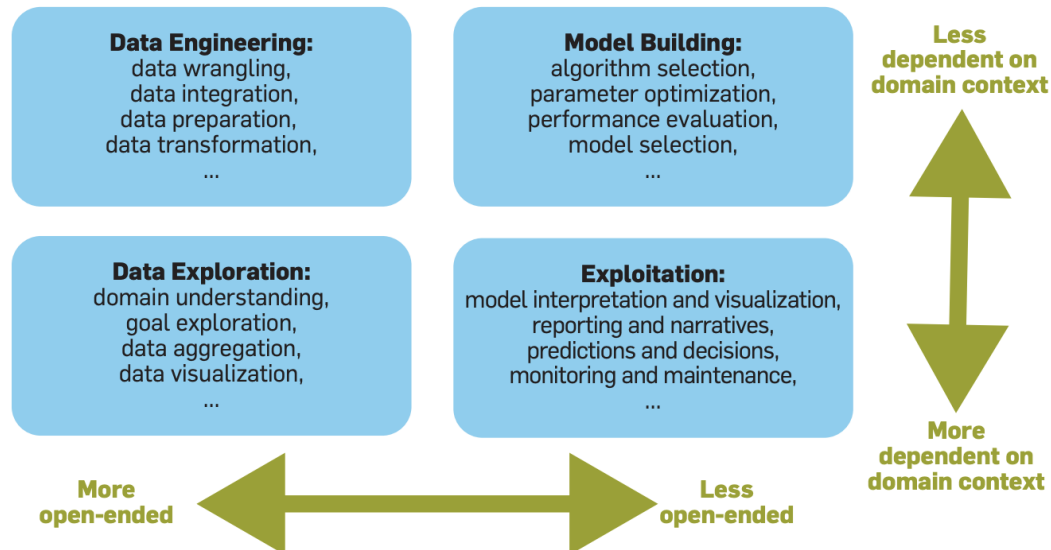 Data Engineering:
data wrangling,
data integration,
data preparation,
data transformation,
...
Model Building:
algorithm selection,
parameter optimization,
performance evaluation,
model selection,
...
Less
dependent on
domain context
Data Exploration:
domain understanding,
goal exploration,
data aggregation,
data visualization,
...
Exploitation:
model interpretation and visualization,
reporting and narratives,
predictions and decisions,
monitoring and maintenance,
...
More
dependent on
domain context
More
open-ended
Less
open-ended